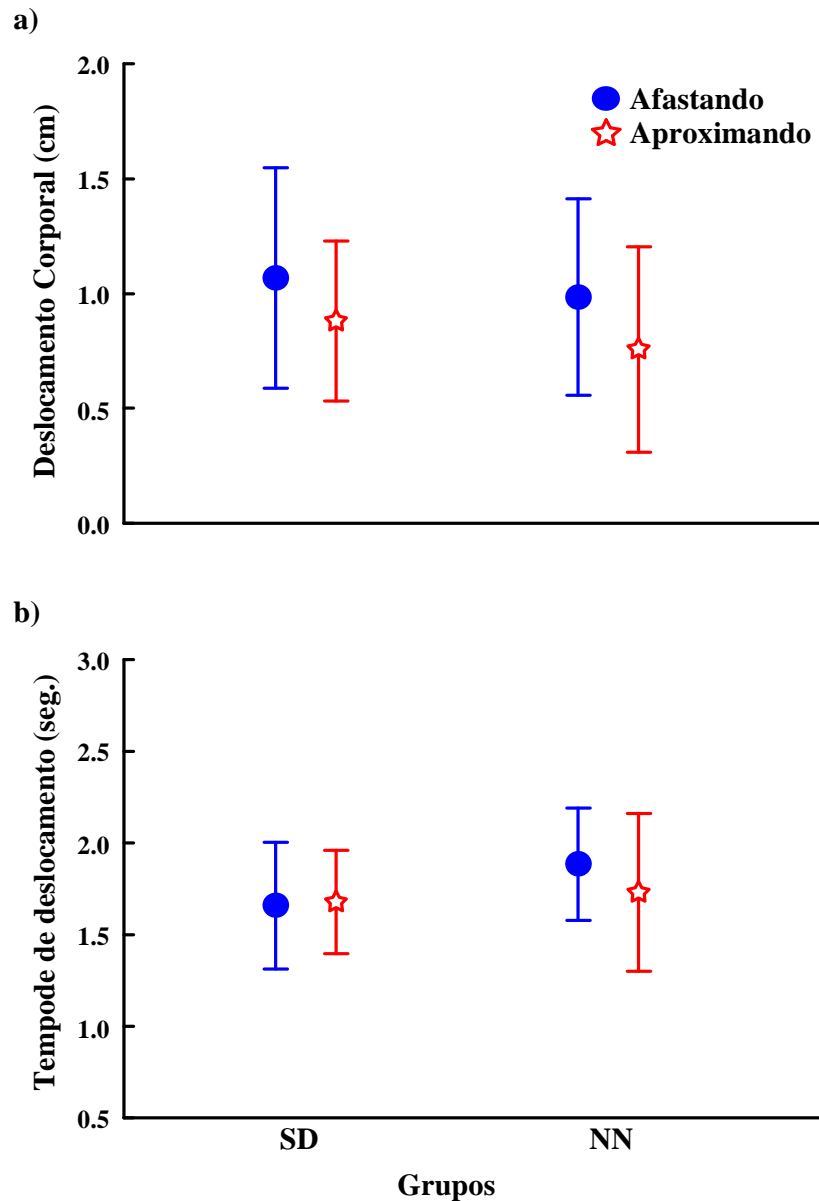 a)
Deslocamento Corporal (cm)
2.0
1.5
1.0
0.5
0.0
Afastando
Aproximando
b)
Tempode de deslocamento (seg.)
3.0
2.5
2.0
1.5
1.0
0.5
SD NN
Grupos